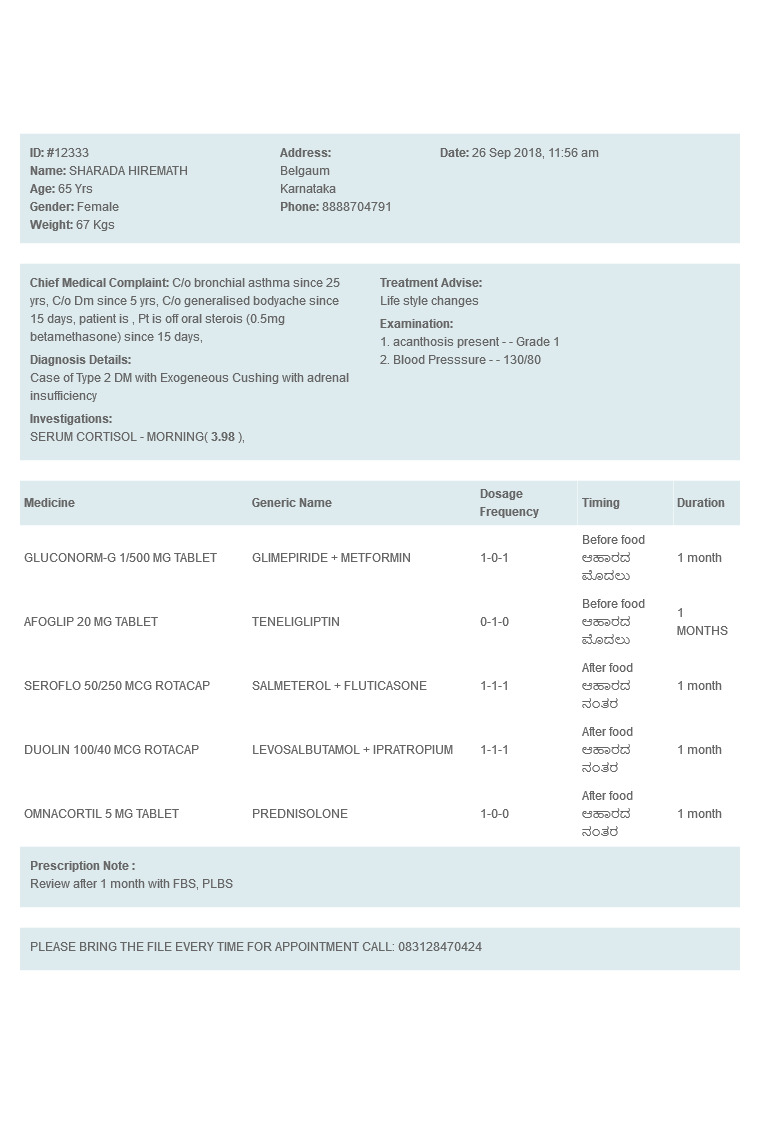 ID: #12333
Name: SHARADA HIREMATH
Age: 65 Yrs
Gender: Female
Weight: 67 Kgs
Address:
Belgaum
Karnataka
Phone: 8888704791
Date: 26 Sep 2018, 11:56 am
Chief Medical Complaint: C/o bronchial asthma since 25
yrs, C/o Dm since 5 yrs, C/o generalised bodyache since
15 days, patient is , Pt is off oral sterois (0.5mg
betamethasone) since 15 days,
Diagnosis Details:
Case of Type 2 DM with Exogeneous Cushing with adrenal
insufficiency
Investigations:
SERUM CORTISOL - MORNING( 3.98 ),
Treatment Advise:
Life style changes
Examination:
1. acanthosis present - - Grade 1
2. Blood Presssure - - 130/80
Medicine Generic Name Dosage Frequency Timing Duration
GLUCONORM-G 1/500 MG TABLET GLIMEPIRIDE + METFORMIN 1-0-1 Before food ಆಹಾರದ ಮೊದಲು 1 month
AFOGLIP 20 MG TABLET TENELIGLIPTIN 0-1-0 Before food ಆಹಾರದ ಮೊದಲು 1 MONTHS
SEROFLO 50/250 MCG ROTACAP SALMETEROL + FLUTICASONE 1-1-1 After food ಆಹಾರದ ನಂತರ 1 month
DUOLIN 100/40 MCG ROTACAP LEVOSALBUTAMOL + IPRATROPIUM 1-1-1 After food ಆಹಾರದ ನಂತರ 1 month
OMNACORTIL 5 MG TABLET PREDNISOLONE 1-0-0 After food ಆಹಾರದ ನಂತರ 1 month
Prescription Note :
Review after 1 month with FBS, PLBS
PLEASE BRING THE FILE EVERY TIME FOR APPOINTMENT CALL: 083128470424